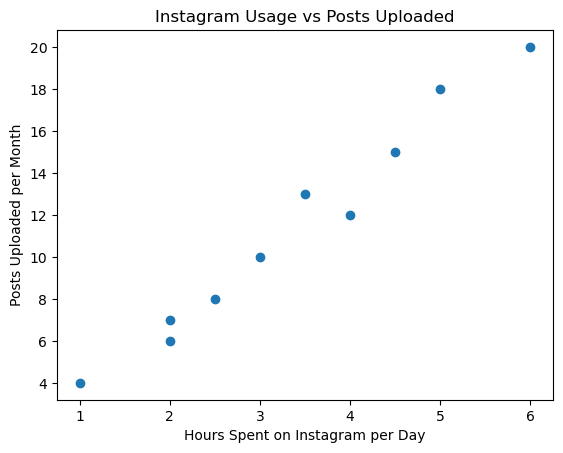 Instagram Usage vs Posts Uploaded
Posts Uploaded per Month
20
18
16
14
12
10
8
6
4
1 2 3 4 5 6
Hours Spent on Instagram per Day